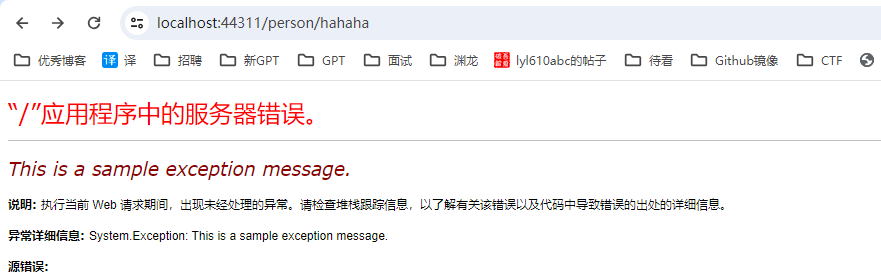 localhost:44311/person/hahaha
优秀博客 译 译 招聘 新GPT GPT 面试 渊龙 lyl610abc的帖子 待看 Github镜像 CTF
“/”应用程序中的服务器错误。
This is a sample exception message.
说明: 执行当前 Web 请求期间，出现未经处理的异常。请检查堆栈跟踪信息，以了解有关该错误以及代码中导致错误的出处的详细信息。
异常详细信息: System.Exception: This is a sample exception message.
源错误: